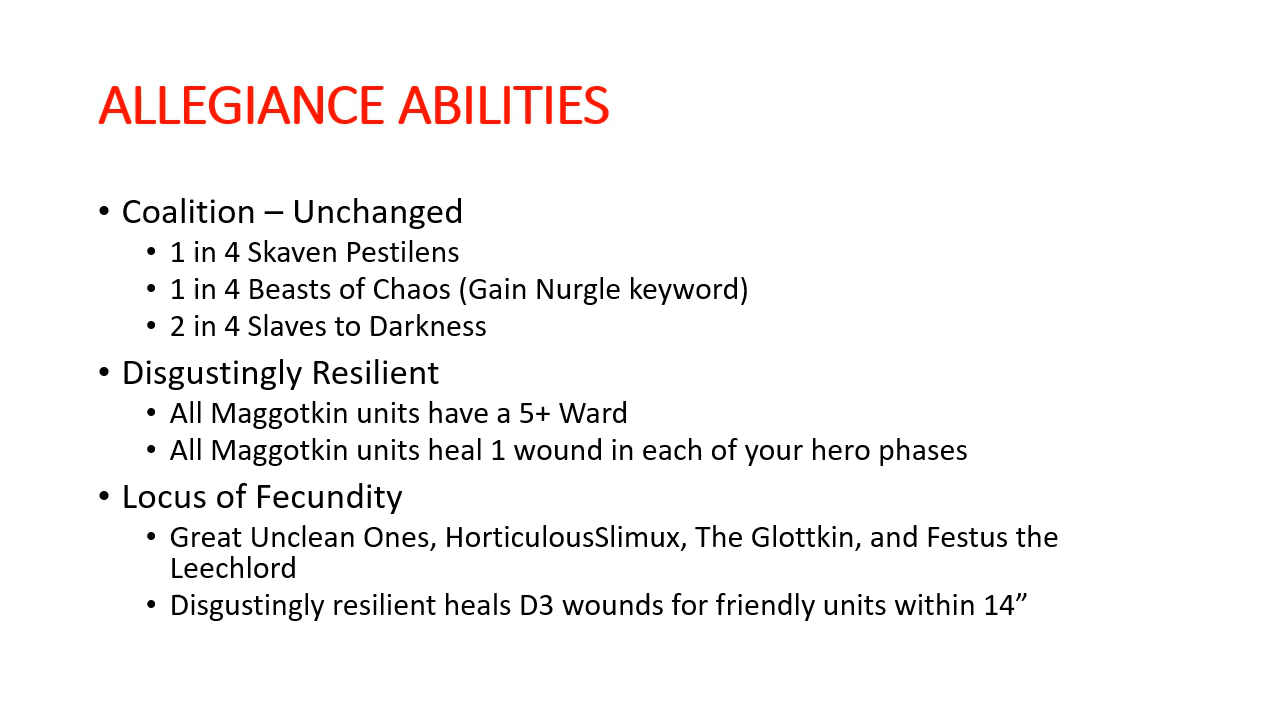 ALLEGIANCE ABILITIES
• Coalition – Unchanged
• 1 in 4 Skaven Pestilens
• 1 in 4 Beasts of Chaos (Gain Nurgle keyword)
• 2 in 4 Slaves to Darkness
• Disgustingly Resilient
• All Maggotkin units have a 5+ Ward
• All Maggotkin units heal 1 wound in each of your hero phases
• Locus of Fecundity
• Great Unclean Ones, HorticulousSlimux, The Glottkin, and Festus the
Leechlord
• Disgustingly resilient heals D3 wounds for friendly units within 14”